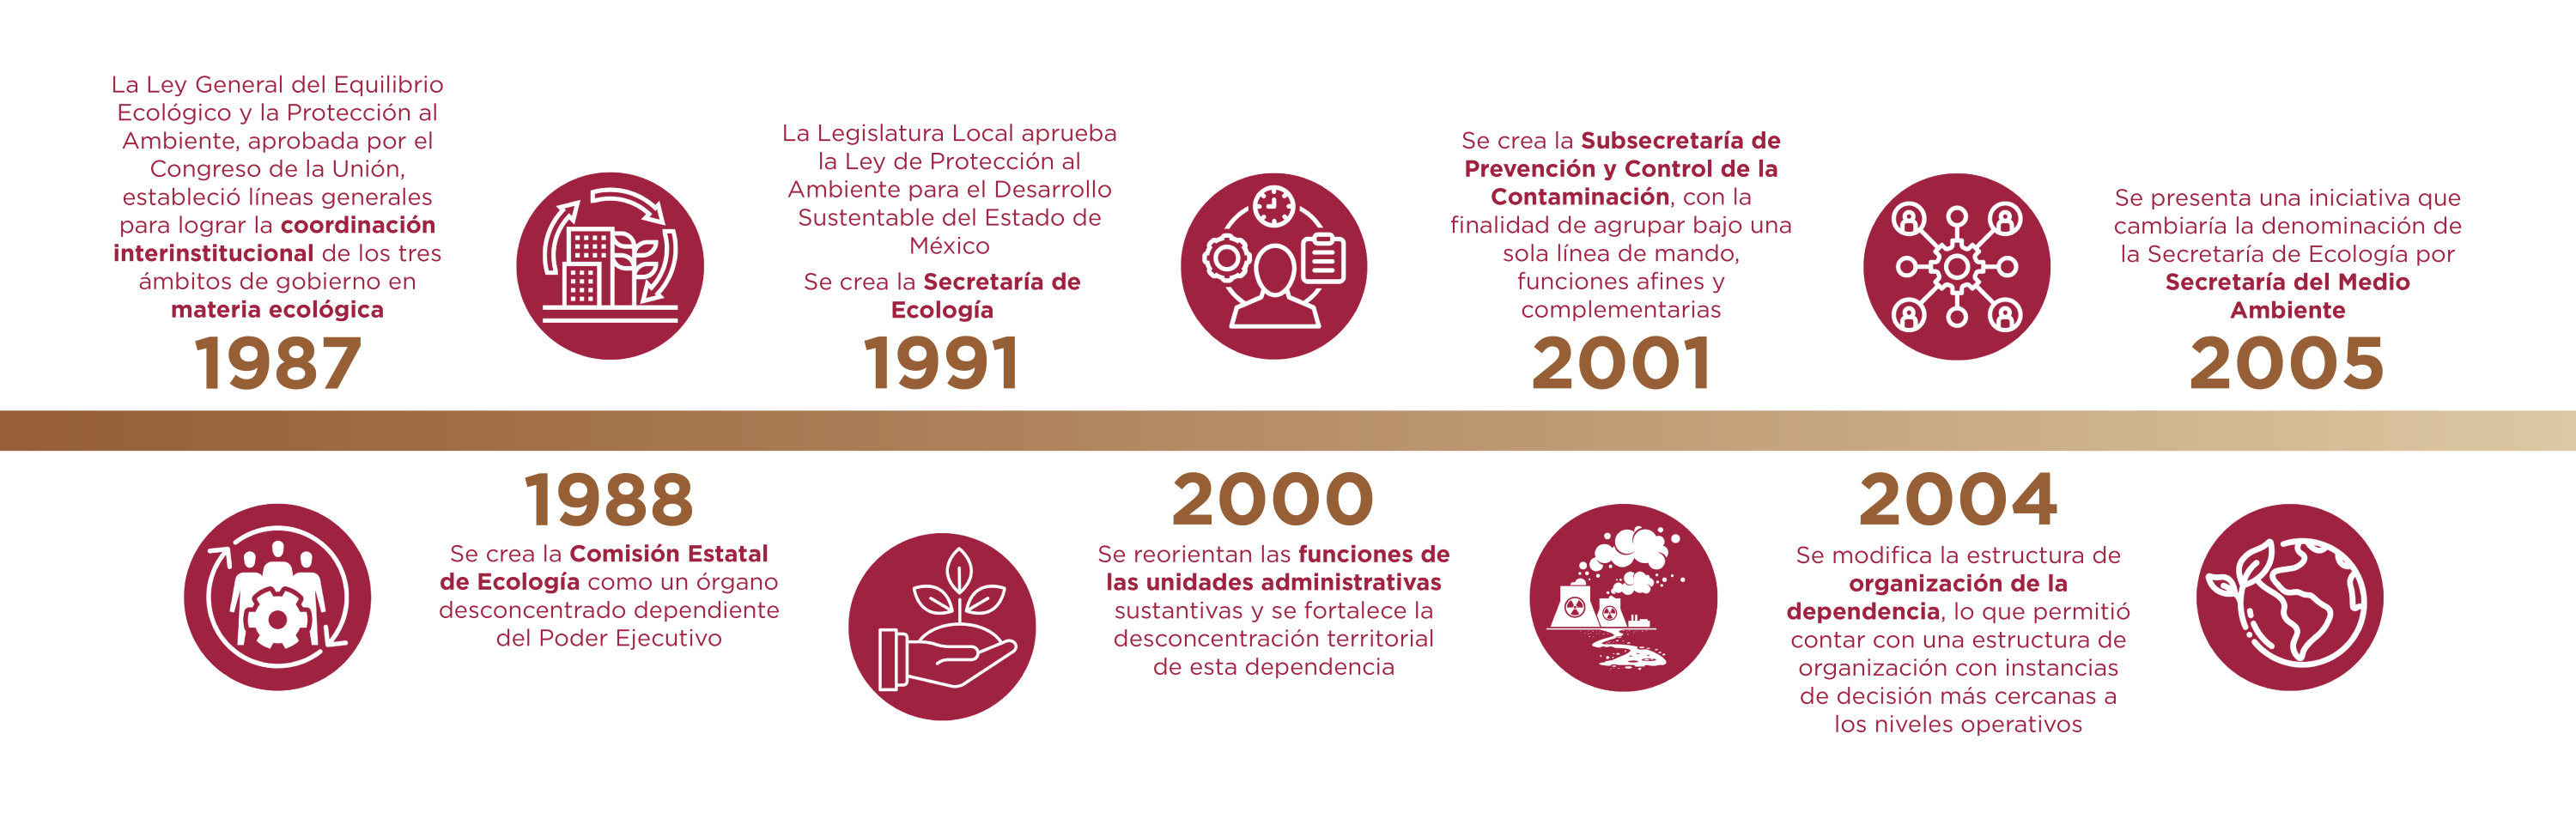 La Ley General del Equilibrio
Ecológico y la Protección al
Ambiente, aprobada por el
Congreso de la Unión,
estableció líneas generales
para lograr la coordinación
interinstitucional de los tres
ámbitos de gobierno en
materia ecológica
1987
1988
Se crea la Comisión Estatal
de Ecología como un órgano
desconcentrado dependiente
del Poder Ejecutivo
La Legislatura Local aprueba
la Ley de Protección al
Ambiente para el Desarrollo
Sustentable del Estado de
México
Se crea la Secretaría de
Ecología
1991
2000
Se reorientan las funciones de
las unidades administrativas
sustantivas y se fortalece la
desconcentración territorial
de esta dependencia
Se crea la Subsecretaría de
Prevención y Control de la
Contaminación, con la
finalidad de agrupar bajo una
sola línea de mando,
funciones afines y
complementarias
2001
2004
Se modifica la estructura de
organización de la
dependencia, lo que permitió
contar con una estructura de
organización con instancias
de decisión más cercanas a
los niveles operativos
Se presenta una iniciativa que
cambiaría la denominación de
la Secretaría de Ecología por
Secretaría del Medio
Ambiente
2005